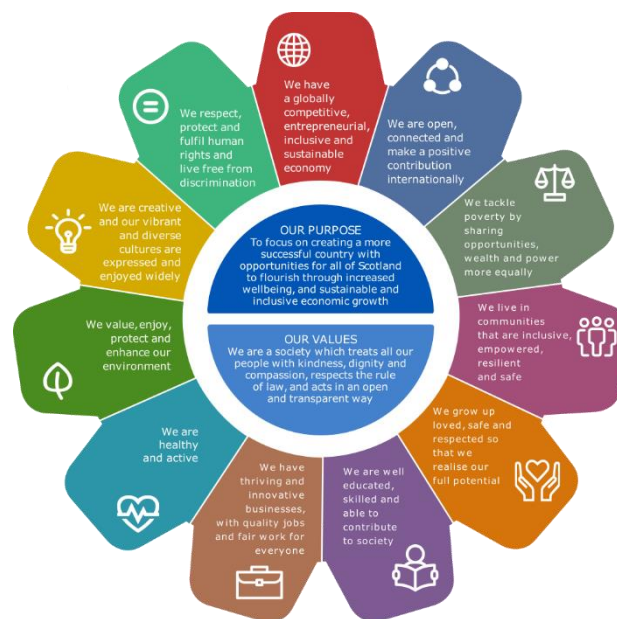 We have
a globally
competitive,
entrepreneurial,
inclusive and
sustainable
economy
We are open,
connected and
make a positive
contribution
internationally
We tackle
poverty by
sharing
opportunities,
wealth and power
more equally
We live in
communities
that are inclusive,
empowered,
resilient
and safe
We grow up
loved, safe and
respected so
that we
realise our
full potential
We are well
educated,
skilled and
able to
contribute
to society
We have
thriving and
innovative
businesses,
with quality jobs
and fair work for
everyone
We are
healthy
and active
We value, enjoy,
protect and
enhance our
environment
We are creative
and our vibrant
and diverse
cultures are
expressed and
enjoyed widely
We respect,
protect and
fulfil human
rights and
live free from
discrimination
OUR PURPOSE
To focus on creating a more
successful country with
opportunities for all of Scotland
to flourish through increased
wellbeing, and sustainable and
inclusive economic growth
OUR VALUES
We are a society which treats all our
people with kindness, dignity and
compassion, respects the rule
of law, and acts in an open
and transparent way